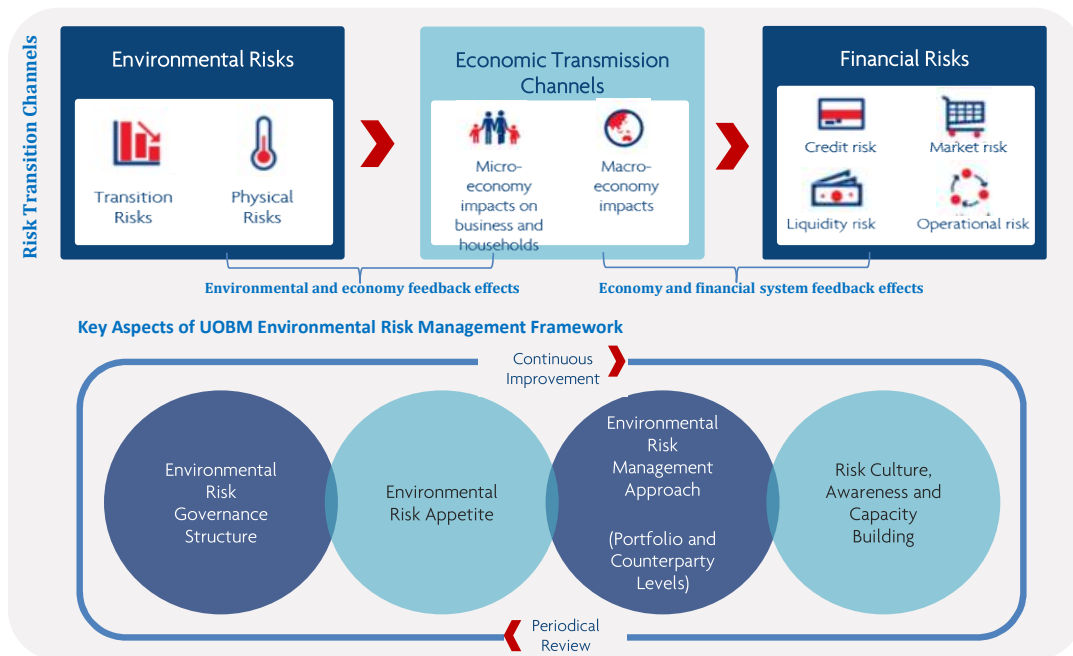 Risk Transition Channels
Environmental Risks
Transition
Risks
Physical
Risks
Economic Transmission
Channels
Micro-
economy
impacts on
business and
households
Macro-
economy
impacts
Financial Risks
Credit risk
Market risk
Liquidity risk
Operational risk
Environmental and economy feedback effects
Economy and financial system feedback effects
Key Aspects of UOBM Environmental Risk Management Framework
Continuous
Improvement
Environmental
Risk
Governance
Structure
Environmental
Risk Appetite
Environmental
Risk
Management
Approach
(Portfolio and
Counterparty
Levels)
Risk Culture,
Awareness and
Capacity
Building
Periodical
Review